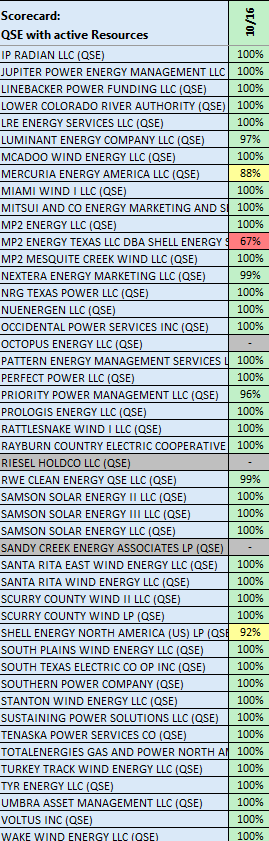 Scorecard:
QSE with active Resources 10/16
IP RADIAN LLC (QSE) 100%
JUPITER POWER ENERGY MANAGEMENT LLC 100%
LINEBACKER POWER FUNDING LLC (QSE) 100%
LOWER COLORADO RIVER AUTHORITY (QSE) 100%
LRE ENERGY SERVICES LLC (QSE) 100%
LUMINANT ENERGY COMPANY LLC (QSE) 97%
MCADOO WIND ENERGY LLC (QSE) 100%
MERCURIA ENERGY AMERICA LLC (QSE) 88%
MIAMI WIND I LLC (QSE) 100%
MITSUI AND CO ENERGY MARKETING AND SE 100%
MP2 ENERGY LLC (QSE) 100%
MP2 ENERGY TEXAS LLC DBA SHELL ENERGY S 67%
MP2 MESQUITE CREEK WIND LLC (QSE) 100%
NEXTERA ENERGY MARKETING LLC (QSE) 99%
NRG TEXAS POWER LLC (QSE) 100%
NUENERGEN LLC (QSE) 100%
OCCIDENTAL POWER SERVICES INC (QSE) 100%
OCTOPUS ENERGY LLC (QSE) -
PATTERN ENERGY MANAGEMENT SERVICES L 100%
PERFECT POWER LLC (QSE) 100%
PRIORITY POWER MANAGEMENT LLC (QSE) 96%
PROLOGIS ENERGY LLC (QSE) 100%
RATTLESNAKE WIND I LLC (QSE) 100%
RAYBURN COUNTRY ELECTRIC COOPERATIVE 100%
RIESEL HOLDCO LLC (QSE) -
RWE CLEAN ENERGY QSE LLC (QSE) 99%
SAMSON SOLAR ENERGY II LLC (QSE) 100%
SAMSON SOLAR ENERGY III LLC (QSE) 100%
SAMSON SOLAR ENERGY LLC (QSE) 100%
SANDY CREEK ENERGY ASSOCIATES LP (QSE) -
SANTA RITA EAST WIND ENERGY LLC (QSE) 100%
SANTA RITA WIND ENERGY LLC (QSE) 100%
SCURRY COUNTY WIND II LLC (QSE) 100%
SCURRY COUNTY WIND LP (QSE) 100%
SHELL ENERGY NORTH AMERICA (US) LP (QSE 92%
SOUTH PLAINS WIND ENERGY LLC (QSE) 100%
SOUTH TEXAS ELECTRIC CO OP INC (QSE) 100%
SOUTHERN POWER COMPANY (QSE) 100%
STANTON WIND ENERGY LLC (QSE) 100%
SUSTAINING POWER SOLUTIONS LLC (QSE) 100%
TENASKA POWER SERVICES CO (QSE) 100%
TOTALENERGIES GAS AND POWER NORTH AM 100%
TURKEY TRACK WIND ENERGY LLC (QSE) 100%
TYR ENERGY LLC (QSE) 100%
UMBRA ASSET MANAGEMENT LLC (QSE) 100%
VOLTUS INC (QSE) 100%
WAKE WIND ENERGY LLC (QSE) 100%